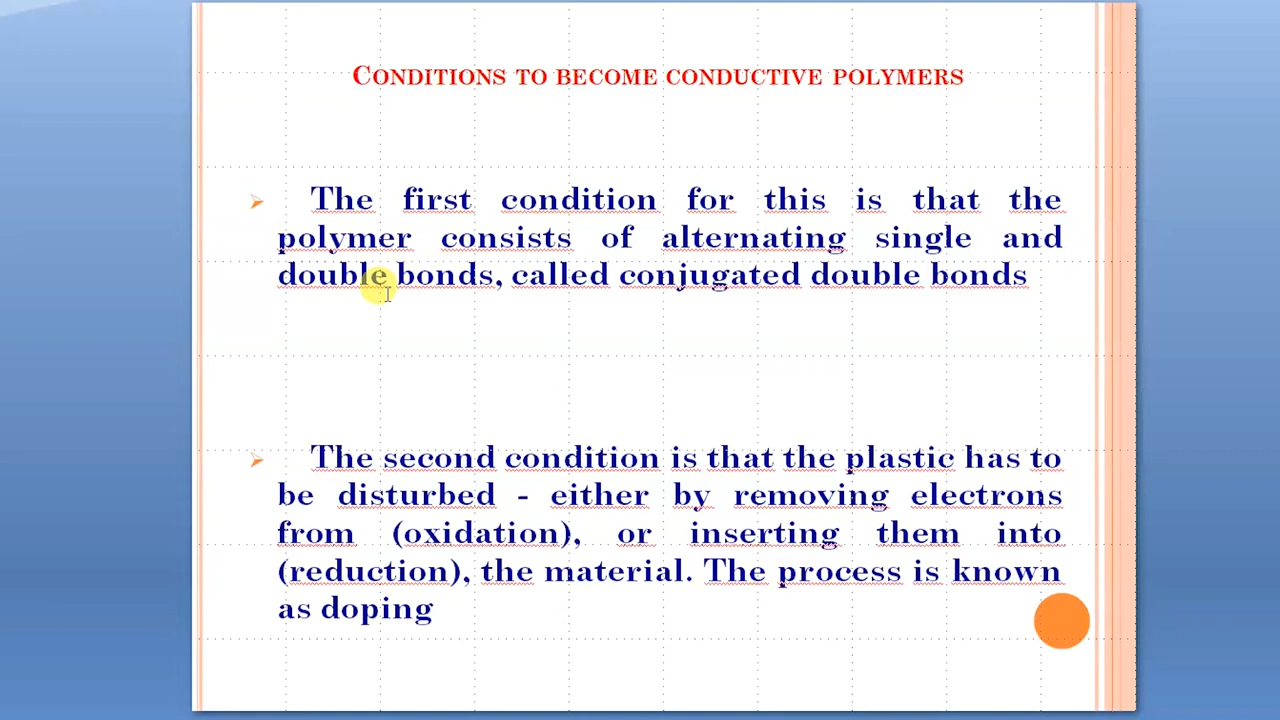 CONDITIONS TO BECOME CONDUCTIVE POLYMERS
The first condition for this is that the
polymer consists of alternating single and
double bonds, called conjugated double bonds
The second condition is that the plastic has to
be disturbed - either by removing electrons
from (oxidation), or inserting them into
(reduction), the material. The process is known
as doping